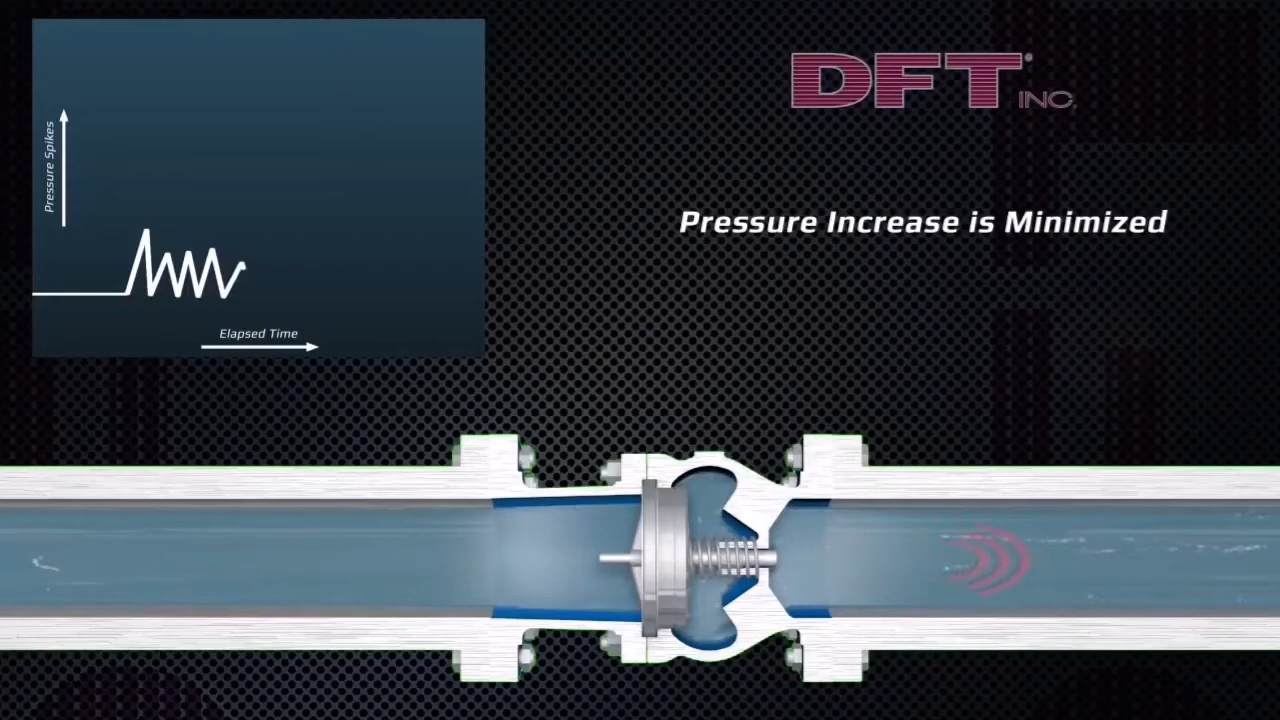 DFT INC.
Pressure Spikes
Pressure Increase is Minimized
Elapsed Time